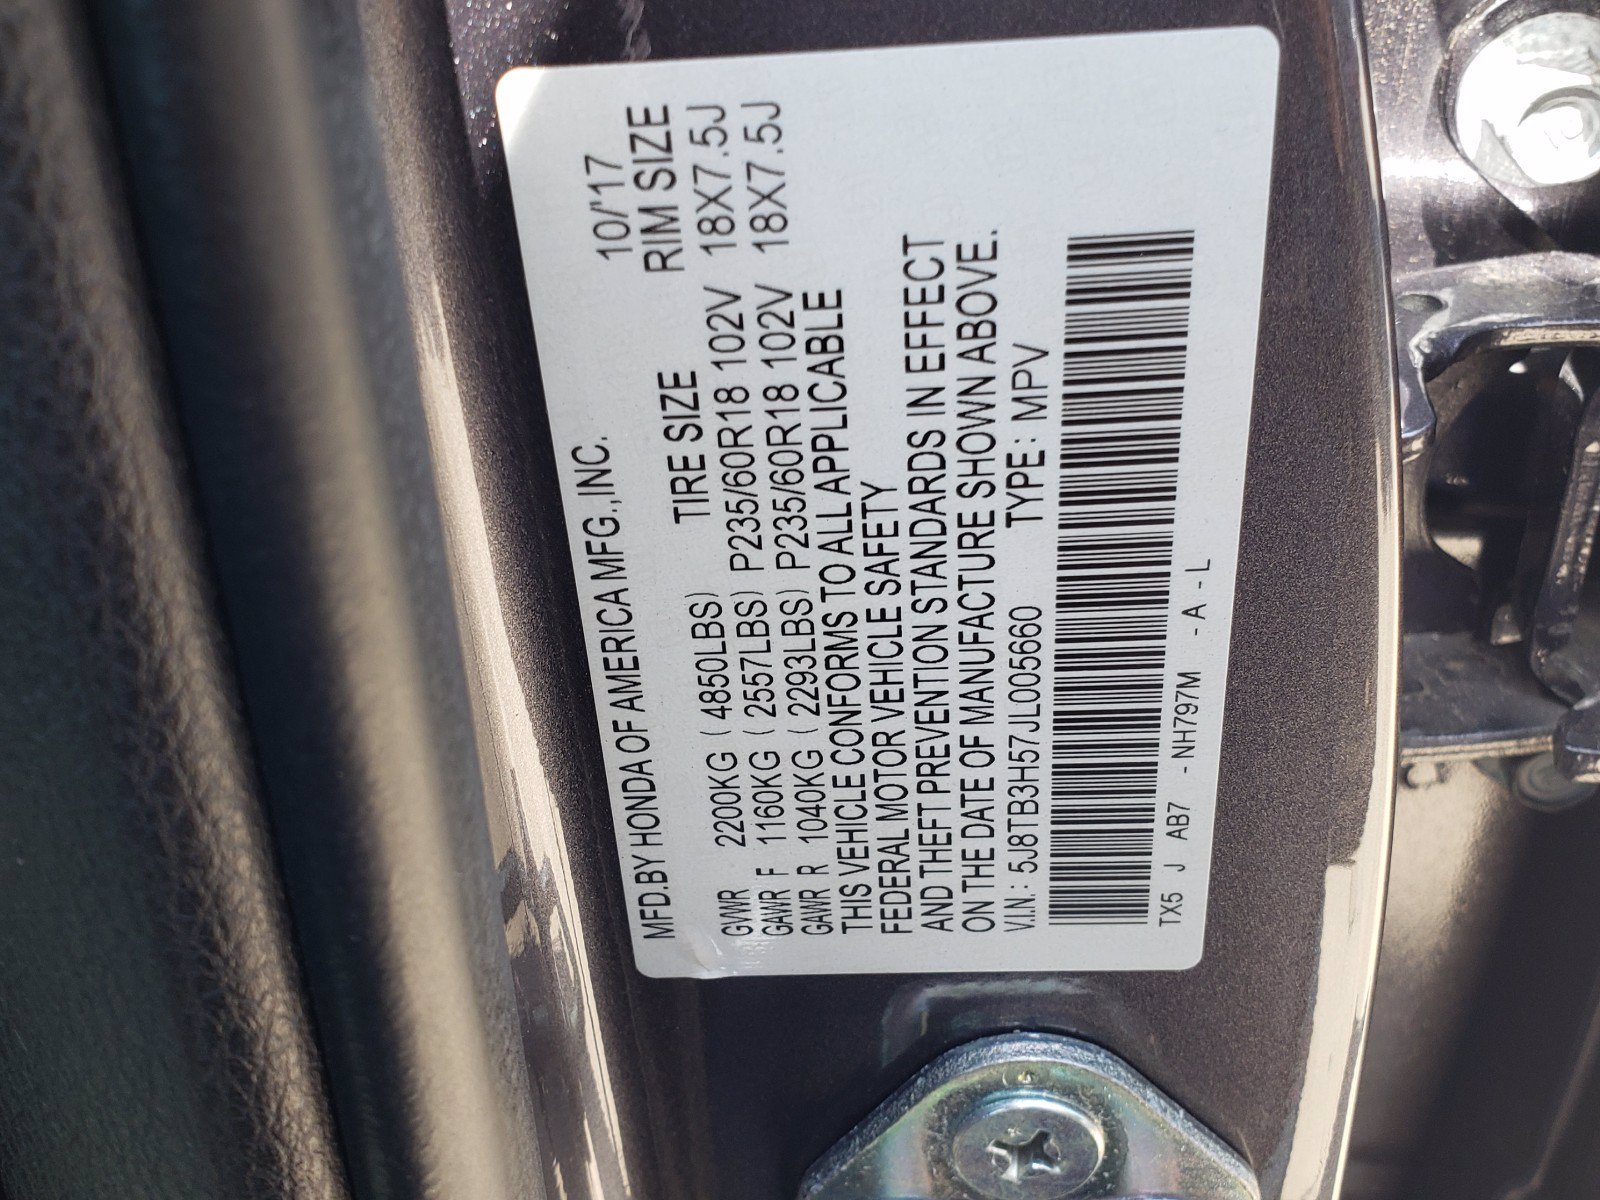 MFD.BY HONDA OF AMERICA MFG.,INC. 10/'17
TIRE SIZE RIM SIZE
GVWR 2200KG ( 4850LBS)
GAWR F 1160KG ( 2557LBS) P235/60R18 102V 18X7.5J
GAWR R 1040KG ( 2293LBS) P235/60R18 102V 18X7.5J
THIS VEHICLE CONFORMS TO ALL APPLICABLE
FEDERAL MOTOR VEHICLE SAFETY
AND THEFT PREVENTION STANDARDS IN EFFECT
ON THE DATE OF MANUFACTURE SHOWN ABOVE.
V.I.N.: 5J8TB3H57JL005660 TYPE: MPV
TX5 J AB7 - NH797M - A - L